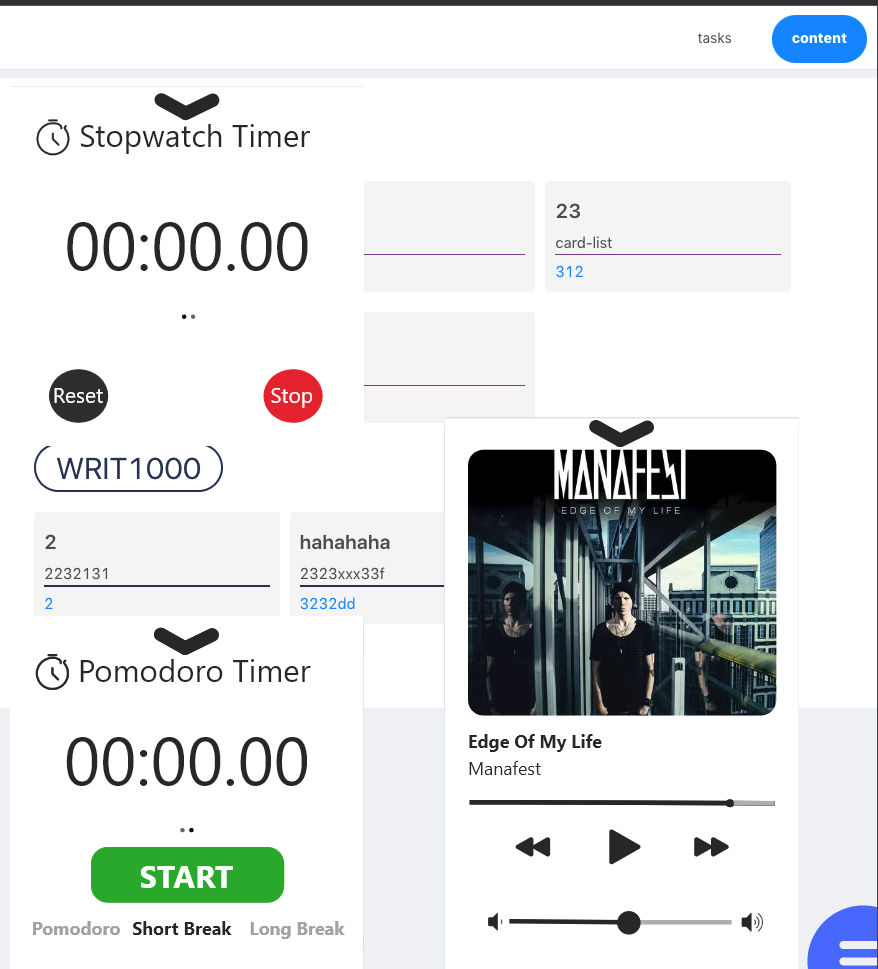 tasks
content
Stopwatch Timer
00:00.00
Reset
Stop
23
card-list
312
WRIT1000
2
2232131
2
hahahaha
2323xxx33f
3232dd
Pomodoro Timer
00:00.00
START
Pomodoro Short Break Long Break
MANAFEST
EDGE OF MY LIFE
Edge Of My Life
Manafest